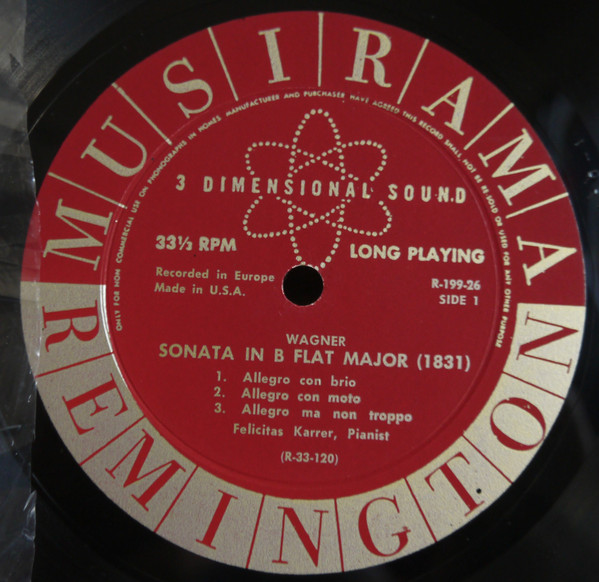 MUSIRAMA
ONLY FOR NON COMMERCIAL USE ON PHONOGRAPHS IN HOMES MANUFACTURER AND PURCHASER HAVE AGREED THIS RECORD SHALL NOT BE RE SOLD OR USED FOR ANY OTHER PURPOSE
3 DIMENSIONAL SOUND
33⅓ RPM
LONG PLAYING
Recorded in Europe
Made in U.S.A.
R-199-26
SIDE 1
WAGNER
SONATA IN B FLAT MAJOR (1831)
1. Allegro con brio
2. Allegro con moto
3. Allegro ma non troppo
Felicitas Karrer, Pianist
(R-33-120)
REMINGTON